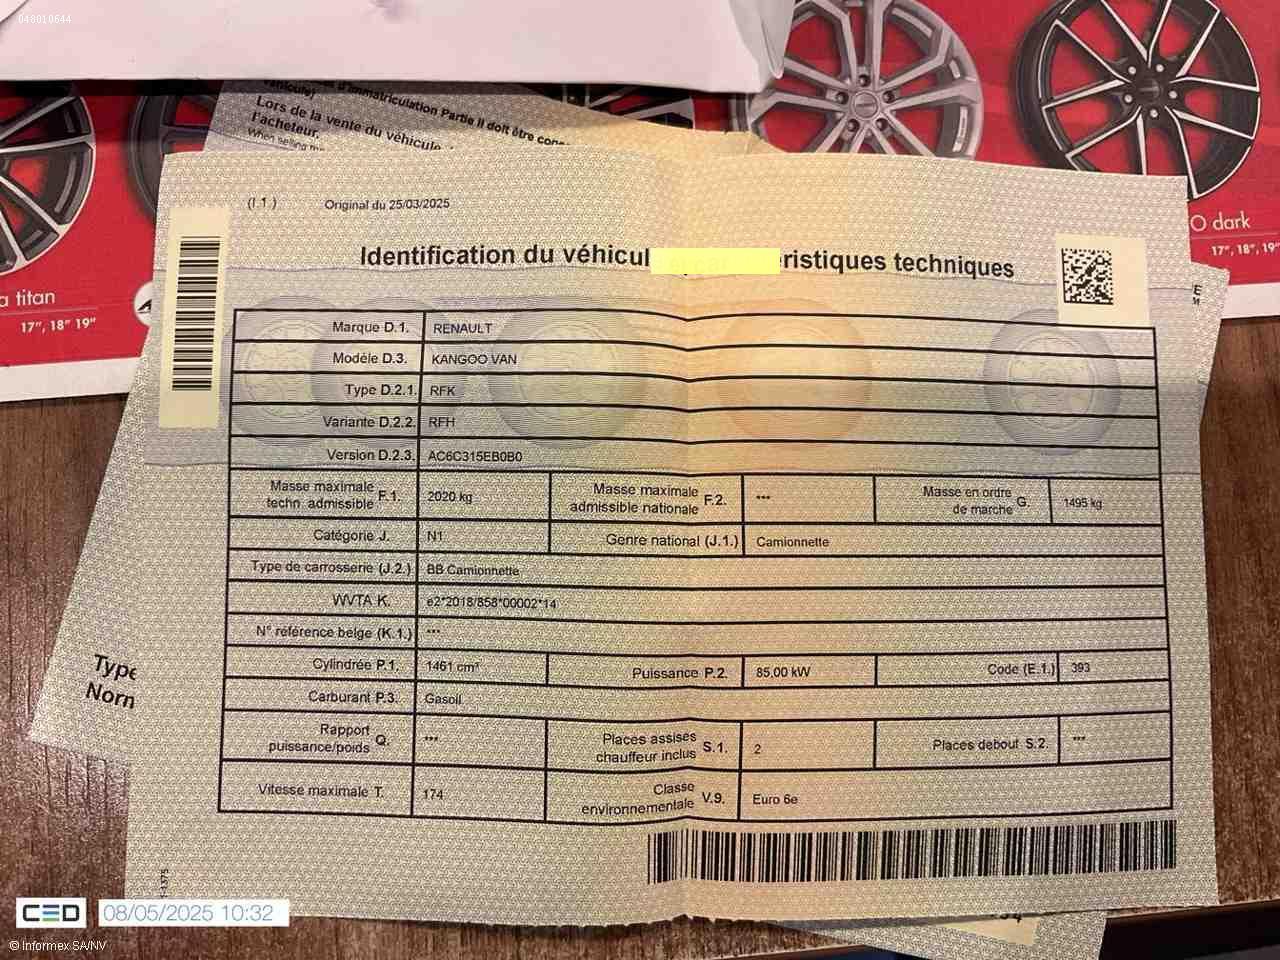 048010644
véhicule)
d'immatriculation Partie II doit être
Lors de la vente du véhicule
l'acheteur.
When selling
O dark
17", 18", 19"
a titan
17", 18" 19"
(I.1.) Original du 25/03/2025
Identification du véhicul ristiques techniques
E
M
Marque D.1. RENAULT
Modèle D.3. KANGOO VAN
Type D.2.1. RFK
Variante D.2.2. RFH
Version D.2.3. AC6C315EB0B0
Masse maximale techn. admissible F.1. 2020 kg Masse maximale admissible nationale F.2. *** Masse en ordre de marche G. 1495 kg
Catégorie J. N1 Genre national (J.1.) Camionnette
Type de carrosserie (J.2.) BB Camionnette
WVTA K. e2*2018/858*00002*14
N° référence belge (K.1.) ***
Cylindrée P.1. 1461 cm³ Puissance P.2. 85,00 kW Code (E.1.) 393
Carburant P.3. Gasoil
Rapport puissance/poids Q. *** Places assises chauffeur inclus S.1. 2 Places debout S.2. ***
Vitesse maximale T. 174 Classe environnementale V.9. Euro 6e
Type
Norn
CED 08/05/2025 10:32
© Informex SA/NV